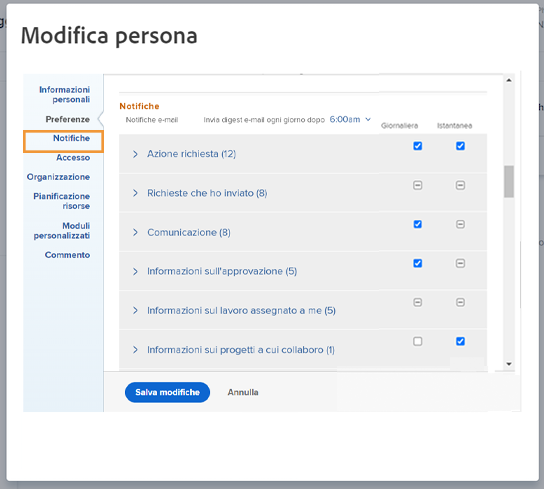 Modifica persona
Informazioni
personali
Preferenze
Notifiche
Accesso
Organizzazione
Pianificazione
risorse
Moduli
personalizzati
Commento
Notifiche
Notifiche e-mail Invia digest e-mail ogni giorno dopo 6:00am
Giornaliera Istantanea
Azione richiesta (12)
Richieste che ho inviato (8)
Comunicazione (8)
Informazioni sull'approvazione (5)
Informazioni sul lavoro assegnato a me (5)
Informazioni sui progetti a cui collaboro (1)
Salva modifiche Annulla